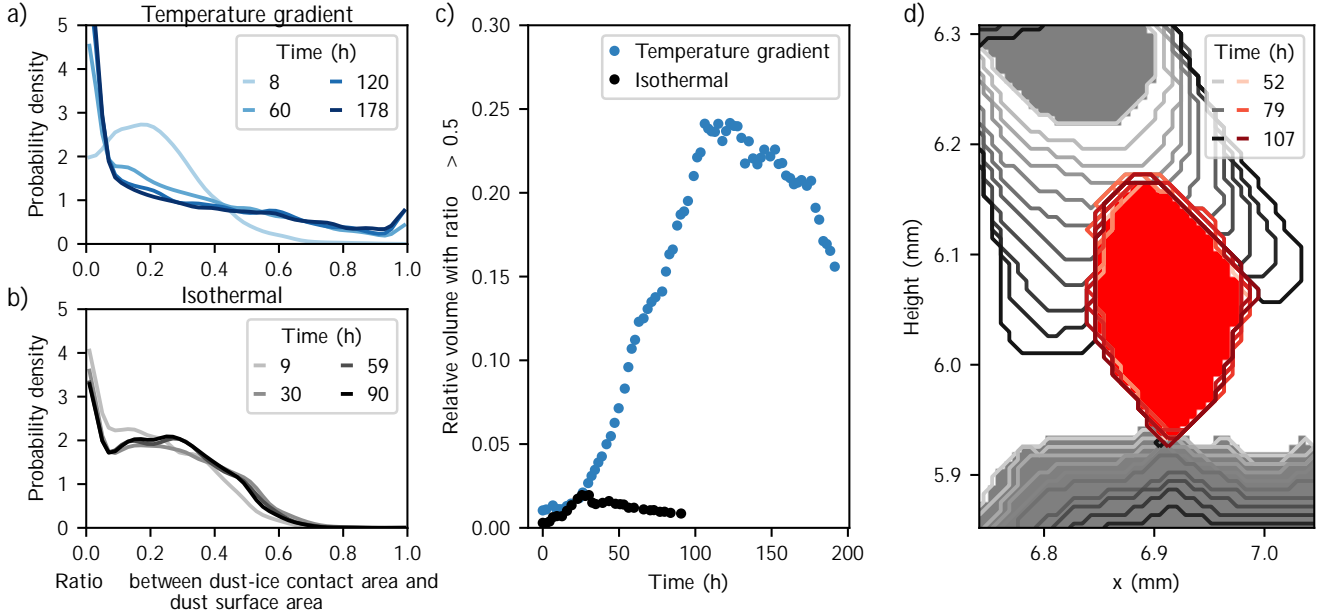 a)
Temperature gradient
Probability density
5
4
3
2
1
0
0.0 0.2 0.4 0.6 0.8 1.0
Time (h)
8 120
60 178
b)
Isothermal
Probability density
5
4
3
2
1
0
0.0 0.2 0.4 0.6 0.8 1.0
Time (h)
9 59
30 90
Ratio between dust-ice contact area and
dust surface area
c)
Relative volume with ratio > 0.5
0.30
0.25
0.20
0.15
0.10
0.05
0.00
0 50 100 150 200
Time (h)
Temperature gradient
Isothermal
d)
Height (mm)
6.3
6.2
6.1
6.0
5.9
6.8 6.9 7.0
x (mm)
Time (h)
52
79
107